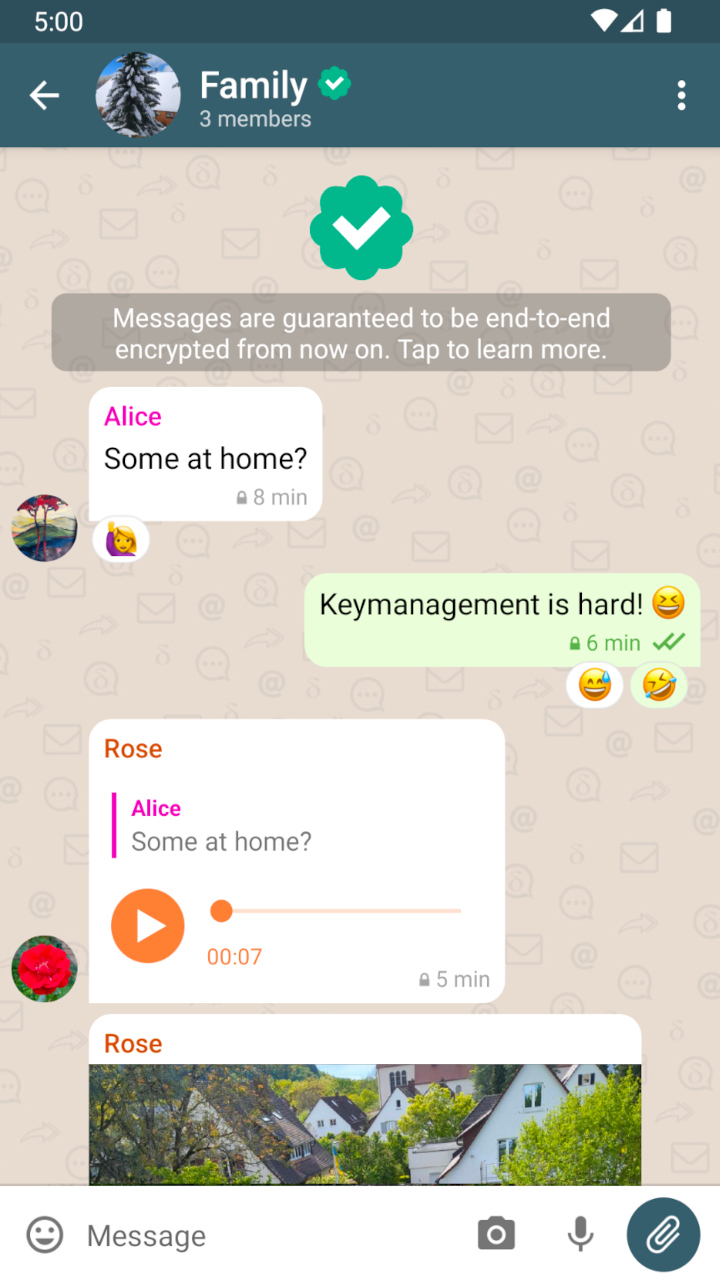 5:00
Family
3 members
Messages are guaranteed to be end-to-end
encrypted from now on. Tap to learn more.
Alice
Some at home?
8 min
Keymanagement is hard! 😆
6 min
Rose
Alice
Some at home?
00:07
5 min
Rose
Message